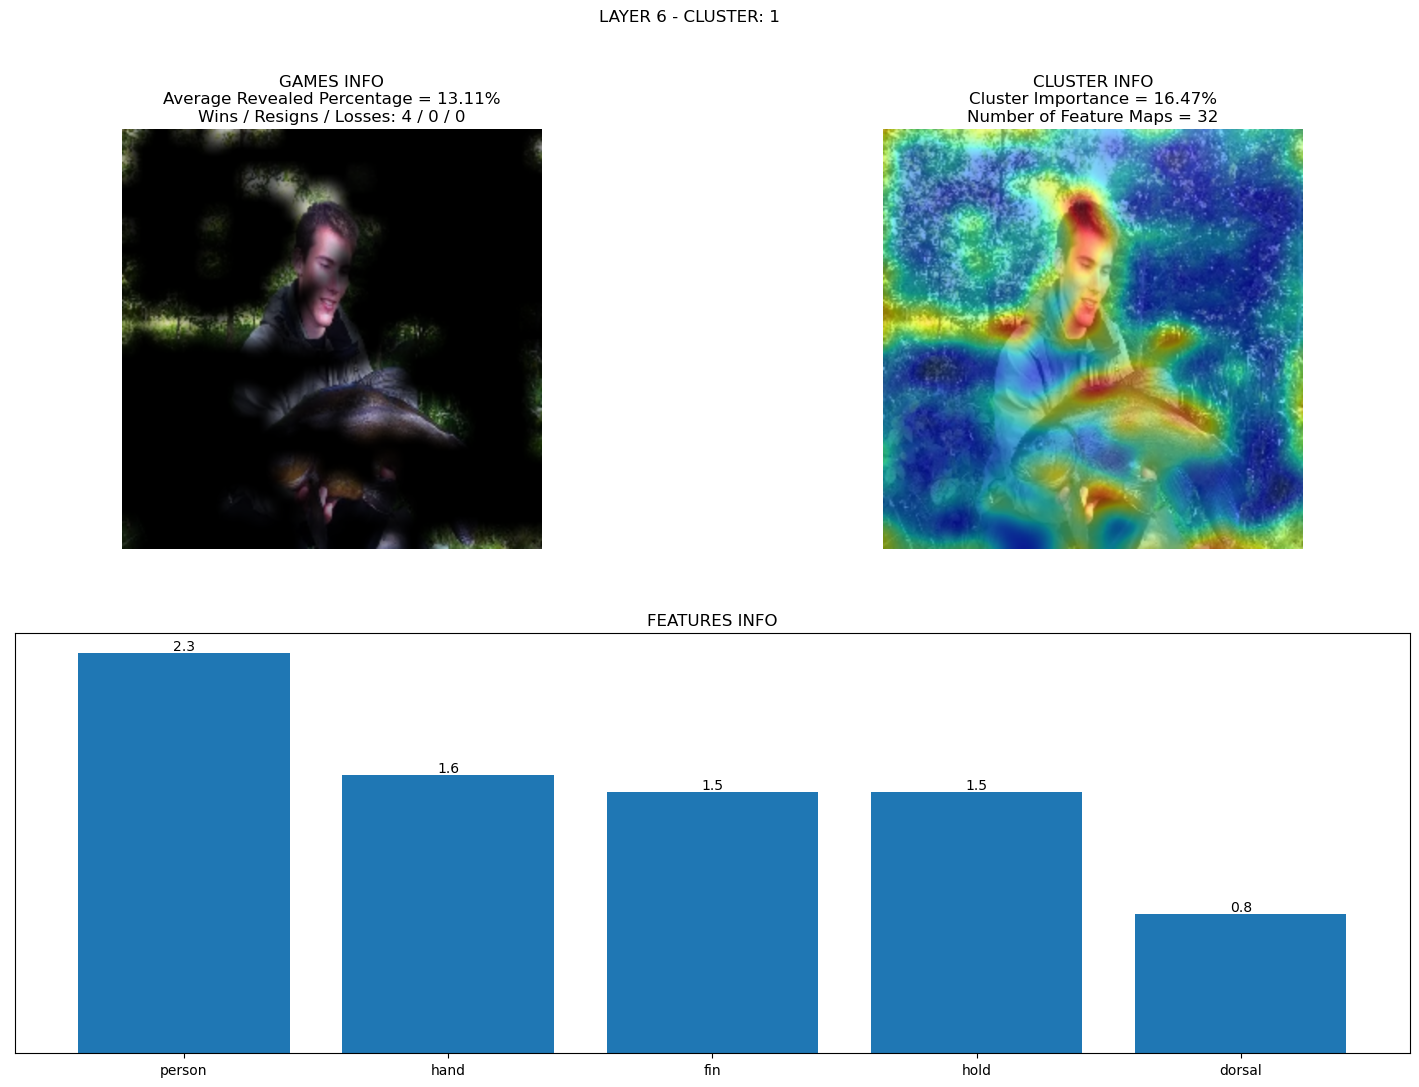 LAYER 6 - CLUSTER: 1
GAMES INFO
Average Revealed Percentage = 13.11%
Wins / Resigns / Losses: 4 / 0 / 0
CLUSTER INFO
Cluster Importance = 16.47%
Number of Feature Maps = 32
FEATURES INFO
2.3
1.6
1.5
1.5
0.8
person
hand
fin
hold
dorsal